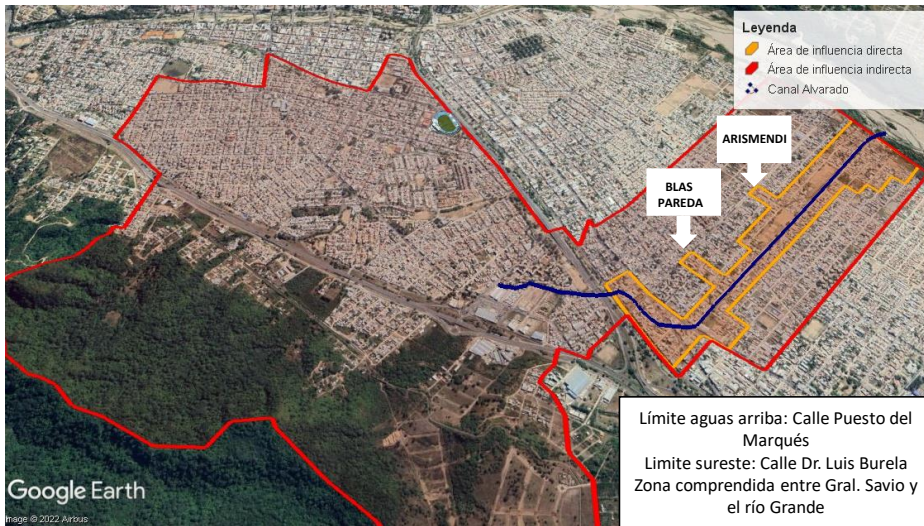 Leyenda
Área de influencia directa
Área de influencia indirecta
Canal Alvarado
ARISMENDI
BLAS
PAREDA
Límite aguas arriba: Calle Puesto del
Marqués
Limite sureste: Calle Dr. Luis Burela
Zona comprendida entre Gral. Savio y
el río Grande
Google Earth
Image © 2022 Airbus